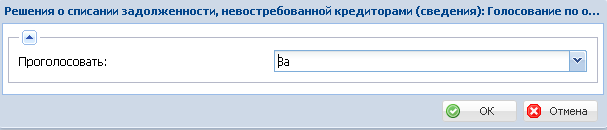 Решения о списании задолженности, невостребованной кредиторами (сведения): Голосование по о...
Проголосовать:
За
ОК
Отмена